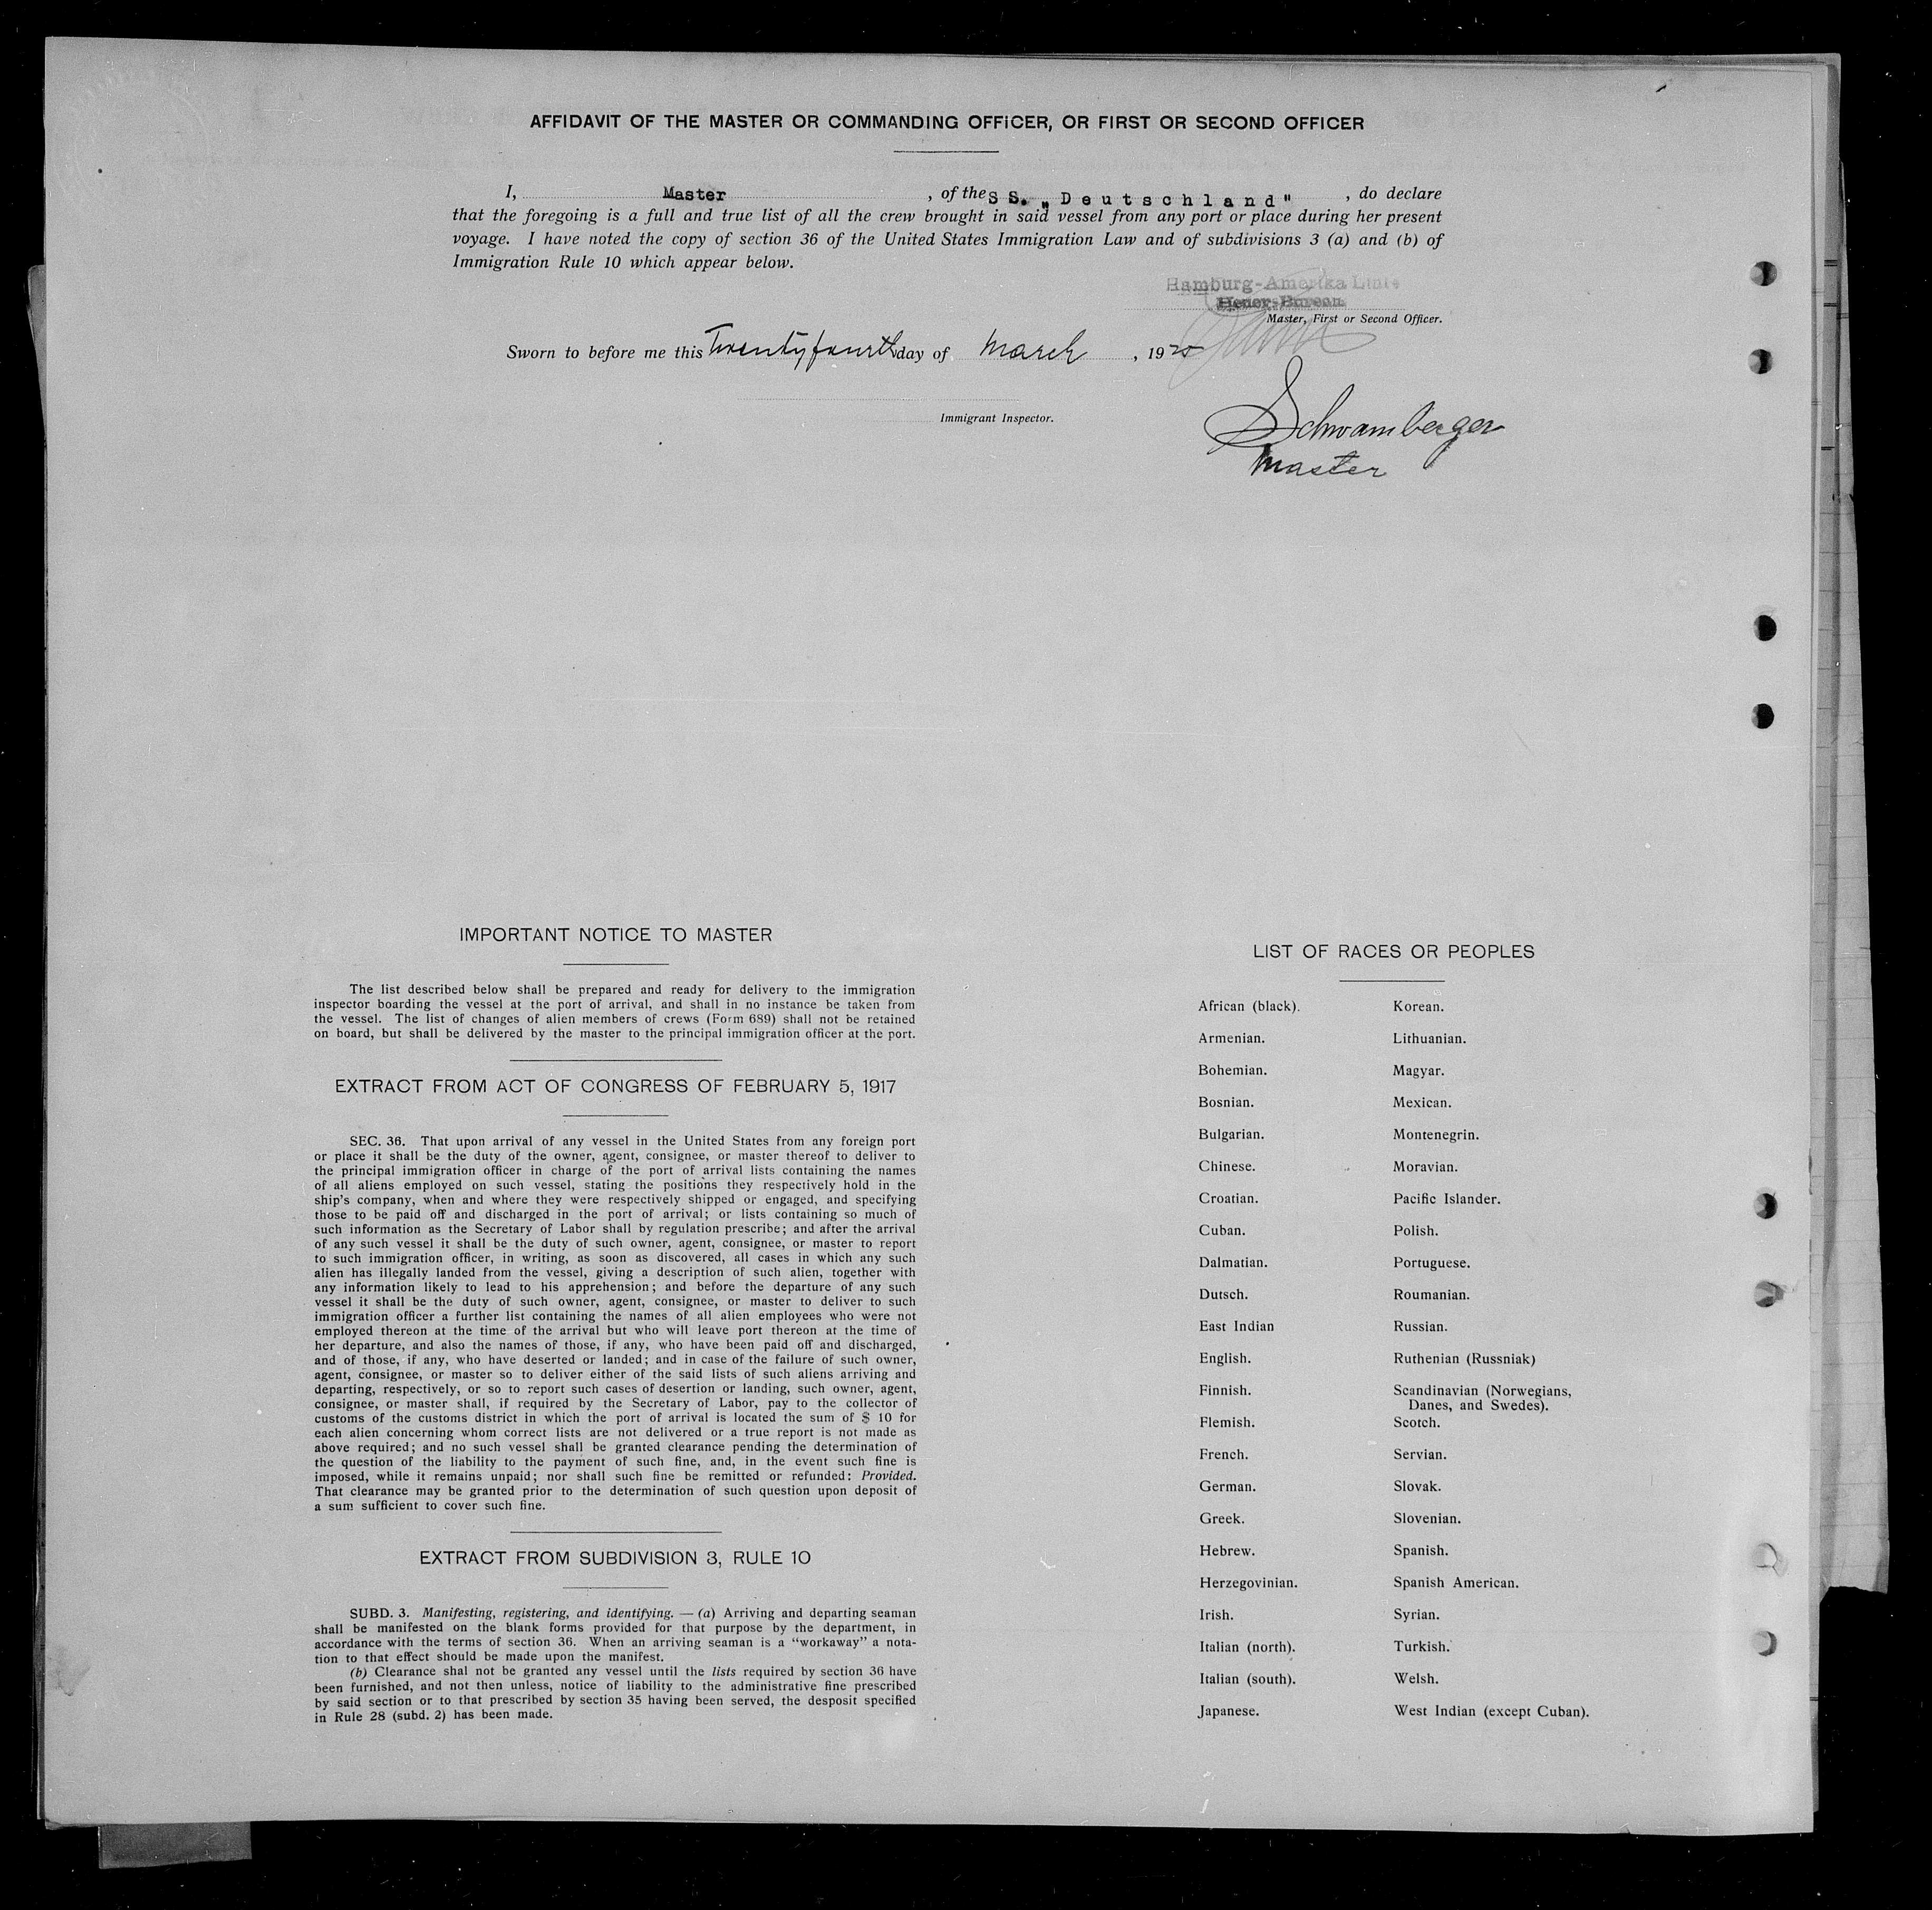 AFFIDAVIT OF THE MASTER OR COMMANDING OFFICER, OR FIRST OR SECOND OFFICER
I, Master , of the SS. „Deutschland" , do declare
that the foregoing is a full and true list of all the crew brought in said vessel from any port or place during her present
voyage. I have noted the copy of section 36 of the United States Immigration Law and of subdivisions 3 (a) and (b) of
Immigration Rule 10 which appear below.
Hamburg-Amerika Linie
Heuer-Bureau.
Master, First or Second Officer.
Sworn to before me this Twentyfourth day of March , 19
Immigrant Inspector.
Schwamberger
Master
IMPORTANT NOTICE TO MASTER
The list described below shall be prepared and ready for delivery to the immigration
inspector boarding the vessel at the port of arrival, and shall in no instance be taken from
the vessel. The list of changes of alien members of crews (Form 689) shall not be retained
on board, but shall be delivered by the master to the principal immigration officer at the port.
EXTRACT FROM ACT OF CONGRESS OF FEBRUARY 5, 1917
SEC. 36. That upon arrival of any vessel in the United States from any foreign port
or place it shall be the duty of the owner, agent, consignee, or master thereof to deliver to
the principal immigration officer in charge of the port of arrival lists containing the names
of all aliens employed on such vessel, stating the positions they respectively hold in the
ship's company, when and where they were respectively shipped or engaged, and specifying
those to be paid off and discharged in the port of arrival; or lists containing so much of
such information as the Secretary of Labor shall by regulation prescribe; and after the arrival
of any such vessel it shall be the duty of such owner, agent, consignee, or master to report
to such immigration officer, in writing, as soon as discovered, all cases in which any such
alien has illegally landed from the vessel, giving a description of such alien, together with
any information likely to lead to his apprehension; and before the departure of any such
vessel it shall be the duty of such owner, agent, consignee, or master to deliver to such
immigration officer a further list containing the names of all alien employees who were not
employed thereon at the time of the arrival but who will leave port thereon at the time of
her departure, and also the names of those, if any, who have been paid off and discharged,
and of those, if any, who have deserted or landed; and in case of the failure of such owner,
agent, consignee, or master so to deliver either of the said lists of such aliens arriving and
departing, respectively, or so to report such cases of desertion or landing, such owner, agent,
consignee, or master shall, if required by the Secretary of Labor, pay to the collector of
customs of the customs district in which the port of arrival is located the sum of $ 10 for
each alien concerning whom correct lists are not delivered or a true report is not made as
above required; and no such vessel shall be granted clearance pending the determination of
the question of the liability to the payment of such fine, and, in the event such fine is
imposed, while it remains unpaid; nor shall such fine be remitted or refunded: Provided.
That clearance may be granted prior to the determination of such question upon deposit of
a sum sufficient to cover such fine.
EXTRACT FROM SUBDIVISION 3, RULE 10
SUBD. 3. Manifesting, registering, and identifying. — (a) Arriving and departing seaman
shall be manifested on the blank forms provided for that purpose by the department, in
accordance with the terms of section 36. When an arriving seaman is a “workaway” a nota-
tion to that effect should be made upon the manifest.
(b) Clearance shal not be granted any vessel until the lists required by section 36 have
been furnished, and not then unless, notice of liability to the administrative fine prescribed
by said section or to that prescribed by section 35 having been served, the desposit specified
in Rule 28 (subd. 2) has been made.
LIST OF RACES OR PEOPLES
African (black).
Armenian.
Bohemian.
Bosnian.
Bulgarian.
Chinese.
Croatian.
Cuban.
Dalmatian.
Dutsch.
East Indian
English.
Finnish.
Flemish.
French.
German.
Greek.
Hebrew.
Herzegovinian.
Irish.
Italian (north).
Italian (south).
Japanese.
Korean.
Lithuanian.
Magyar.
Mexican.
Montenegrin.
Moravian.
Pacific Islander.
Polish.
Portuguese.
Roumanian.
Russian.
Ruthenian (Russniak)
Scandinavian (Norwegians,
Danes, and Swedes).
Scotch.
Servian.
Slovak.
Slovenian.
Spanish.
Spanish American.
Syrian.
Turkish.
Welsh.
West Indian (except Cuban).